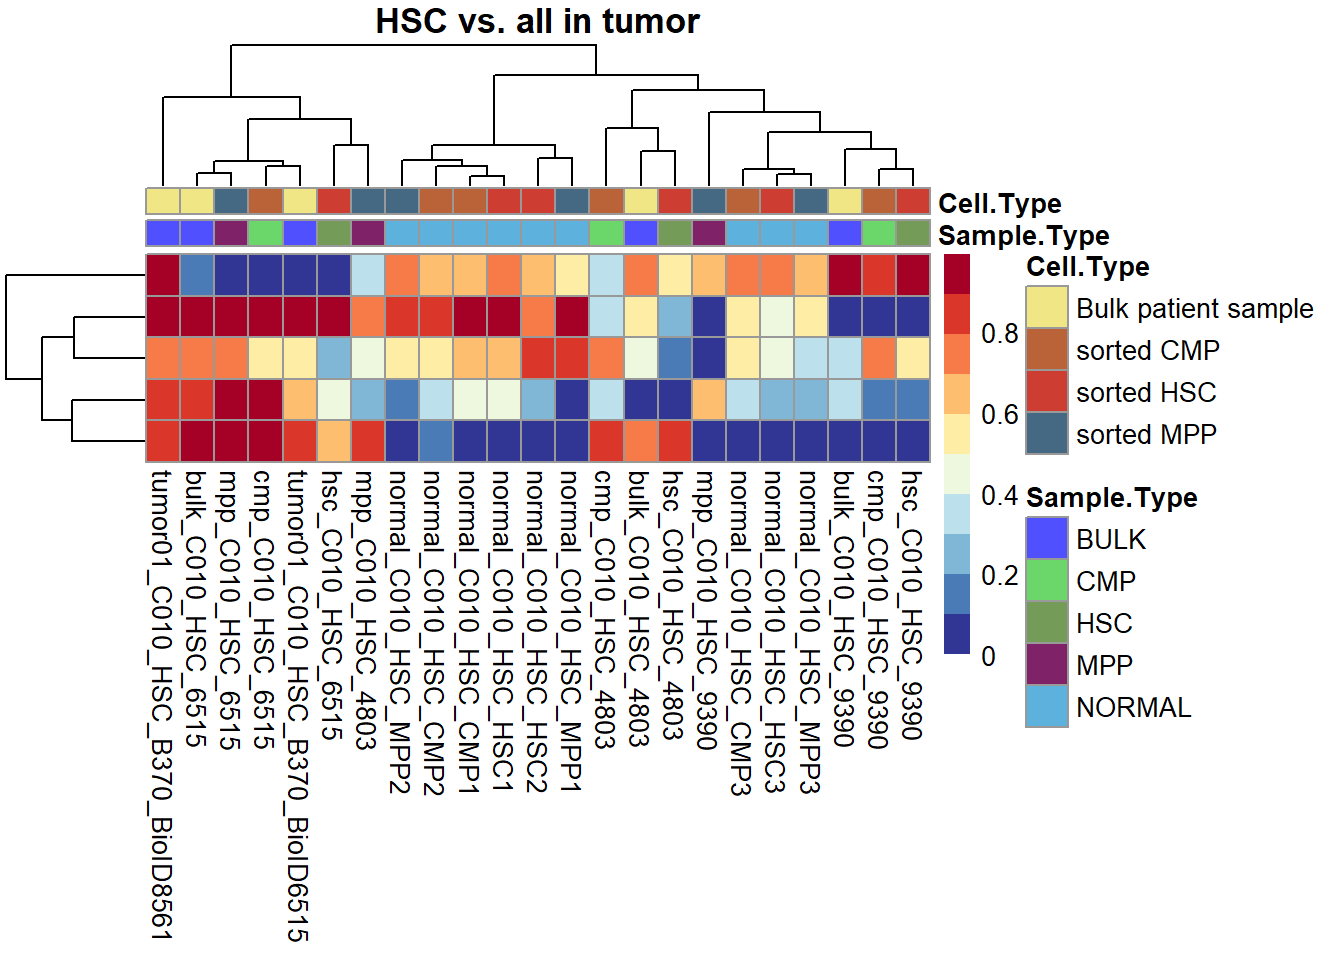 HSC vs. all in tumor
Cell.Type
Sample.Type
tumor01_C010_HSC_B370_BioID8561
bulk_C010_HSC_6515
mpp_C010_HSC_6515
cmp_C010_HSC_6515
tumor01_C010_HSC_B370_BioID6515
hsc_C010_HSC_6515
mpp_C010_HSC_4803
normal_C010_HSC_MPP2
normal_C010_HSC_CMP2
normal_C010_HSC_CMP1
normal_C010_HSC_HSC1
normal_C010_HSC_HSC2
normal_C010_HSC_MPP1
cmp_C010_HSC_4803
bulk_C010_HSC_4803
hsc_C010_HSC_4803
mpp_C010_HSC_9390
normal_C010_HSC_CMP3
normal_C010_HSC_HSC3
normal_C010_HSC_MPP3
bulk_C010_HSC_9390
cmp_C010_HSC_9390
hsc_C010_HSC_9390
0.8
0.6
0.4
0.2
0
Cell.Type
Bulk patient sample
sorted CMP
sorted HSC
sorted MPP
Sample.Type
BULK
CMP
HSC
MPP
NORMAL